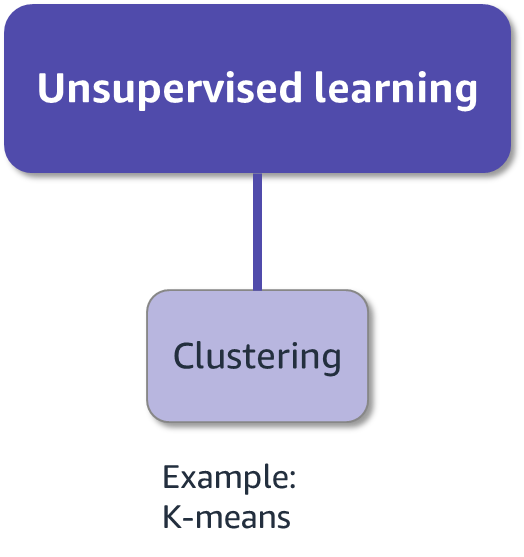 Unsupervised learning
Clustering
Example:
K-means